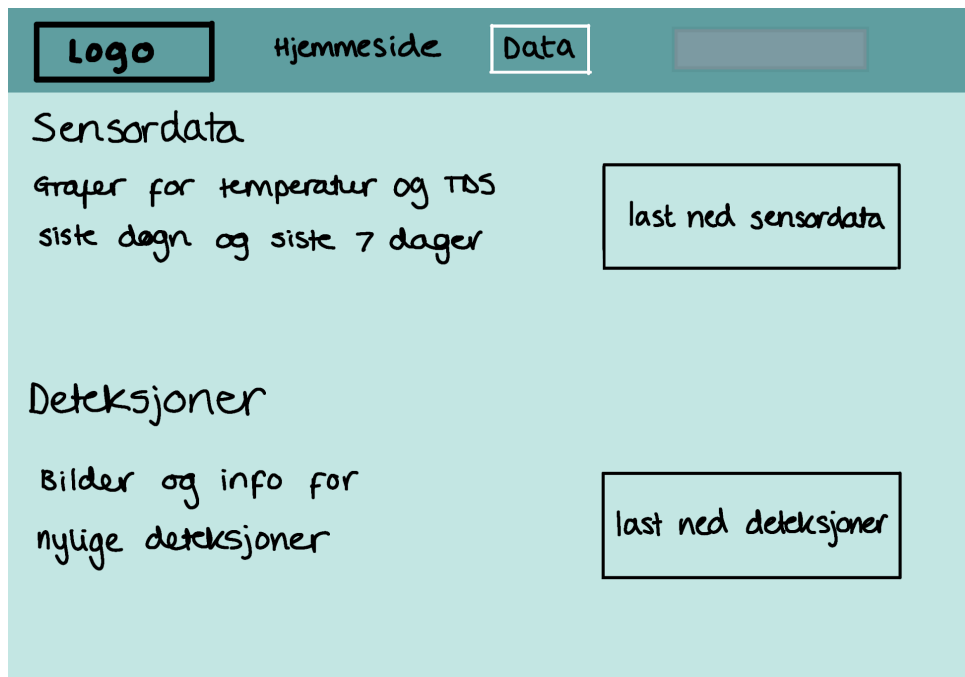 Logo Hjemmeside Data
Sensordata
Grafer for temperatur og TDS
siste døgn og siste 7 dager
last ned sensordata
Deteksjoner
Bilder og info for
nylige deteksjoner
last ned deteksjoner